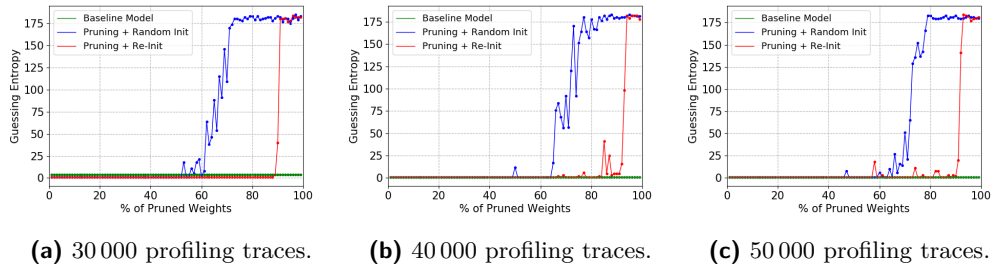 Guessing Entropy
175
150
125
100
75
50
25
0
Baseline Model
Pruning + Random Init
Pruning + Re-Init
0 20 40 60 80 100
% of Pruned Weights
(a) 30 000 profiling traces.
Guessing Entropy
175
150
125
100
75
50
25
0
Baseline Model
Pruning + Random Init
Pruning + Re-Init
0 20 40 60 80 100
% of Pruned Weights
(b) 40 000 profiling traces.
Guessing Entropy
175
150
125
100
75
50
25
0
Baseline Model
Pruning + Random Init
Pruning + Re-Init
0 20 40 60 80 100
% of Pruned Weights
(c) 50 000 profiling traces.